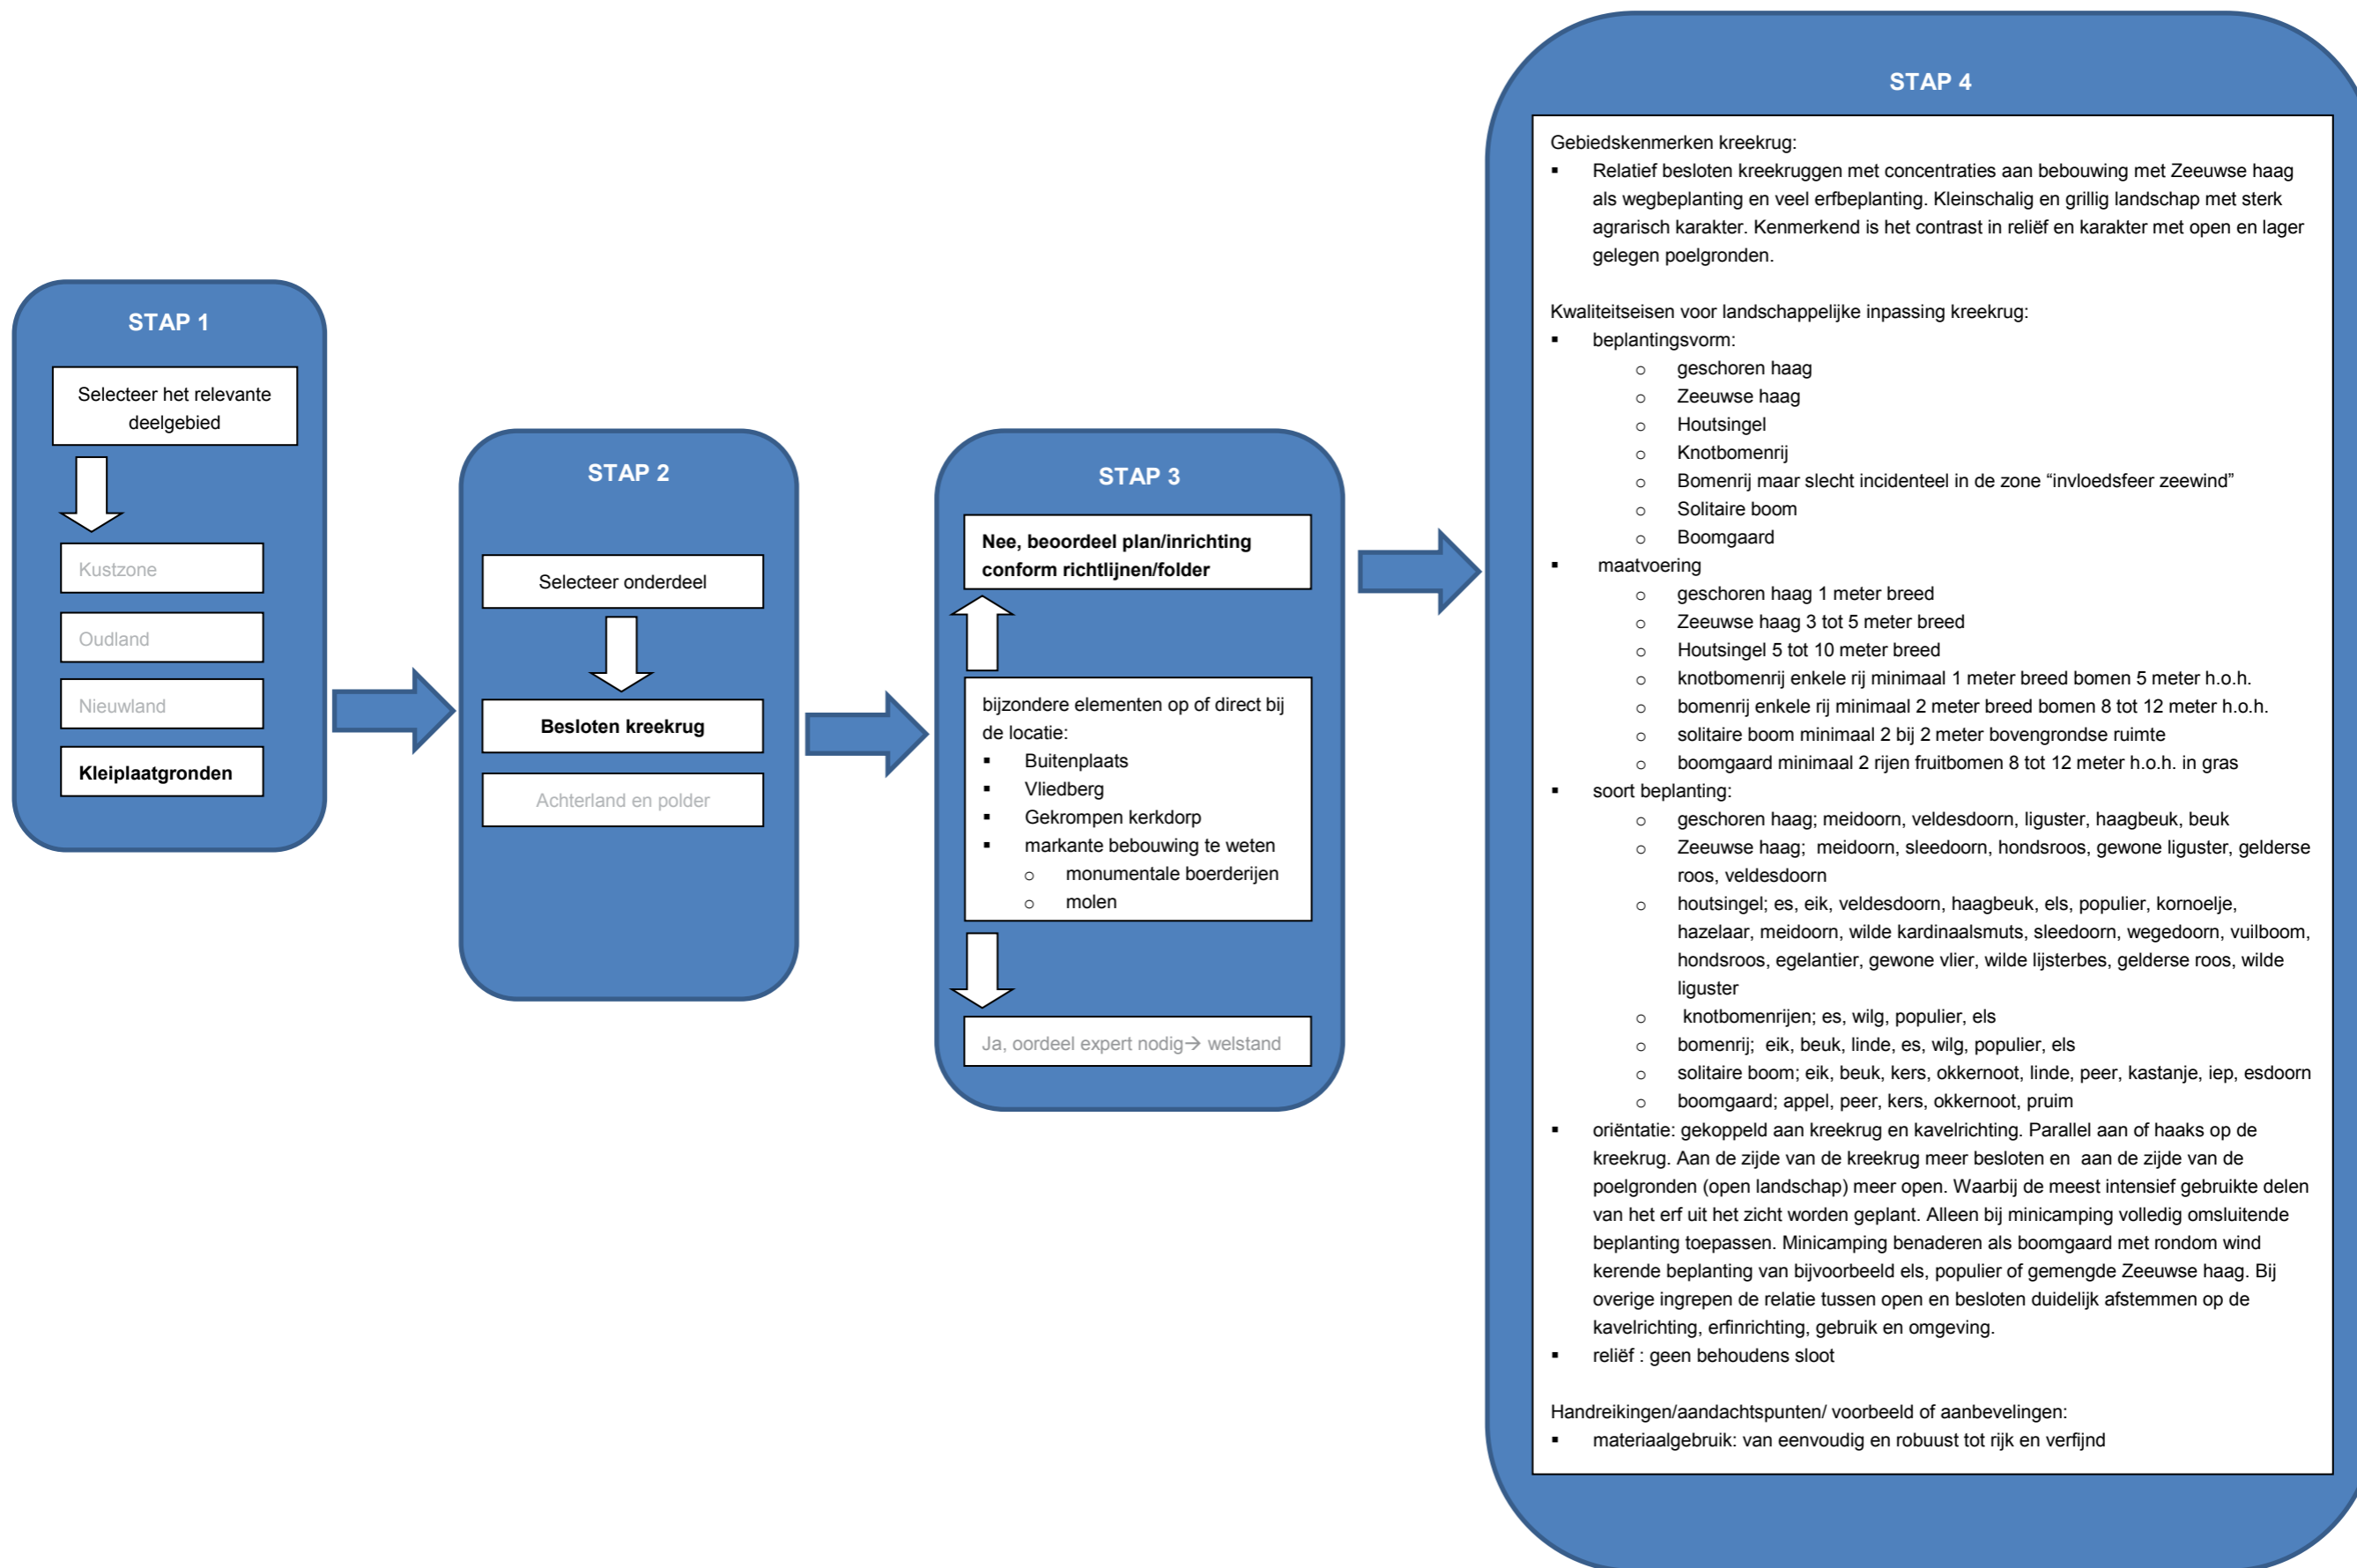 STAP 1
Selecteer het relevante
deelgebied
Kustzone
Oudland
Nieuwland
Kleiplaatgronden
STAP 2
Selecteer onderdeel
Besloten kreekrug
Achterland en polder
STAP 3
Nee, beoordeel plan/inrichting
conform richtlijnen/folder
bijzondere elementen op of direct bij
de locatie:
▪ Buitenplaats
▪ Vliedberg
▪ Gekrompen kerkdorp
▪ markante bebouwing te weten
o monumentale boerderijen
o molen
Ja, oordeel expert nodig→ welstand
STAP 4
Gebiedskenmerken kreekrug:
▪ Relatief besloten kreekruggen met concentraties aan bebouwing met Zeeuwse haag
als wegbeplanting en veel erfbeplanting. Kleinschalig en grillig landschap met sterk
agrarisch karakter. Kenmerkend is het contrast in reliëf en karakter met open en lager
gelegen poelgronden.
Kwaliteitseisen voor landschappelijke inpassing kreekrug:
▪ beplantingsvorm:
o geschoren haag
o Zeeuwse haag
o Houtsingel
o Knotbomenrij
o Bomenrij maar slecht incidenteel in de zone “invloedsfeer zeewind”
o Solitaire boom
o Boomgaard
▪ maatvoering
o geschoren haag 1 meter breed
o Zeeuwse haag 3 tot 5 meter breed
o Houtsingel 5 tot 10 meter breed
o knotbomenrij enkele rij minimaal 1 meter breed bomen 5 meter h.o.h.
o bomenrij enkele rij minimaal 2 meter breed bomen 8 tot 12 meter h.o.h.
o solitaire boom minimaal 2 bij 2 meter bovengrondse ruimte
o boomgaard minimaal 2 rijen fruitbomen 8 tot 12 meter h.o.h. in gras
▪ soort beplanting:
o geschoren haag; meidoorn, veldesdoorn, liguster, haagbeuk, beuk
o Zeeuwse haag; meidoorn, sleedoorn, hondsroos, gewone liguster, gelderse
roos, veldesdoorn
o houtsingel; es, eik, veldesdoorn, haagbeuk, els, populier, kornoelje,
hazelaar, meidoorn, wilde kardinaalsmuts, sleedoorn, wegedoorn, vuilboom,
hondsroos, egelantier, gewone vlier, wilde lijsterbes, gelderse roos, wilde
liguster
o knotbomenrijen; es, wilg, populier, els
o bomenrij; eik, beuk, linde, es, wilg, populier, els
o solitaire boom; eik, beuk, kers, okkernoot, linde, peer, kastanje, iep, esdoorn
o boomgaard; appel, peer, kers, okkernoot, pruim
▪ oriëntatie: gekoppeld aan kreekrug en kavelrichting. Parallel aan of haaks op de
kreekrug. Aan de zijde van de kreekrug meer besloten en aan de zijde van de
poelgronden (open landschap) meer open. Waarbij de meest intensief gebruikte delen
van het erf uit het zicht worden geplant. Alleen bij minicamping volledig omsluitende
beplanting toepassen. Minicamping benaderen als boomgaard met rondom wind
kerende beplanting van bijvoorbeeld els, populier of gemengde Zeeuwse haag. Bij
overige ingrepen de relatie tussen open en besloten duidelijk afstemmen op de
kavelrichting, erfinrichting, gebruik en omgeving.
▪ reliëf : geen behoudens sloot
Handreikingen/aandachtspunten/ voorbeeld of aanbevelingen:
▪ materiaalgebruik: van eenvoudig en robuust tot rijk en verfijnd